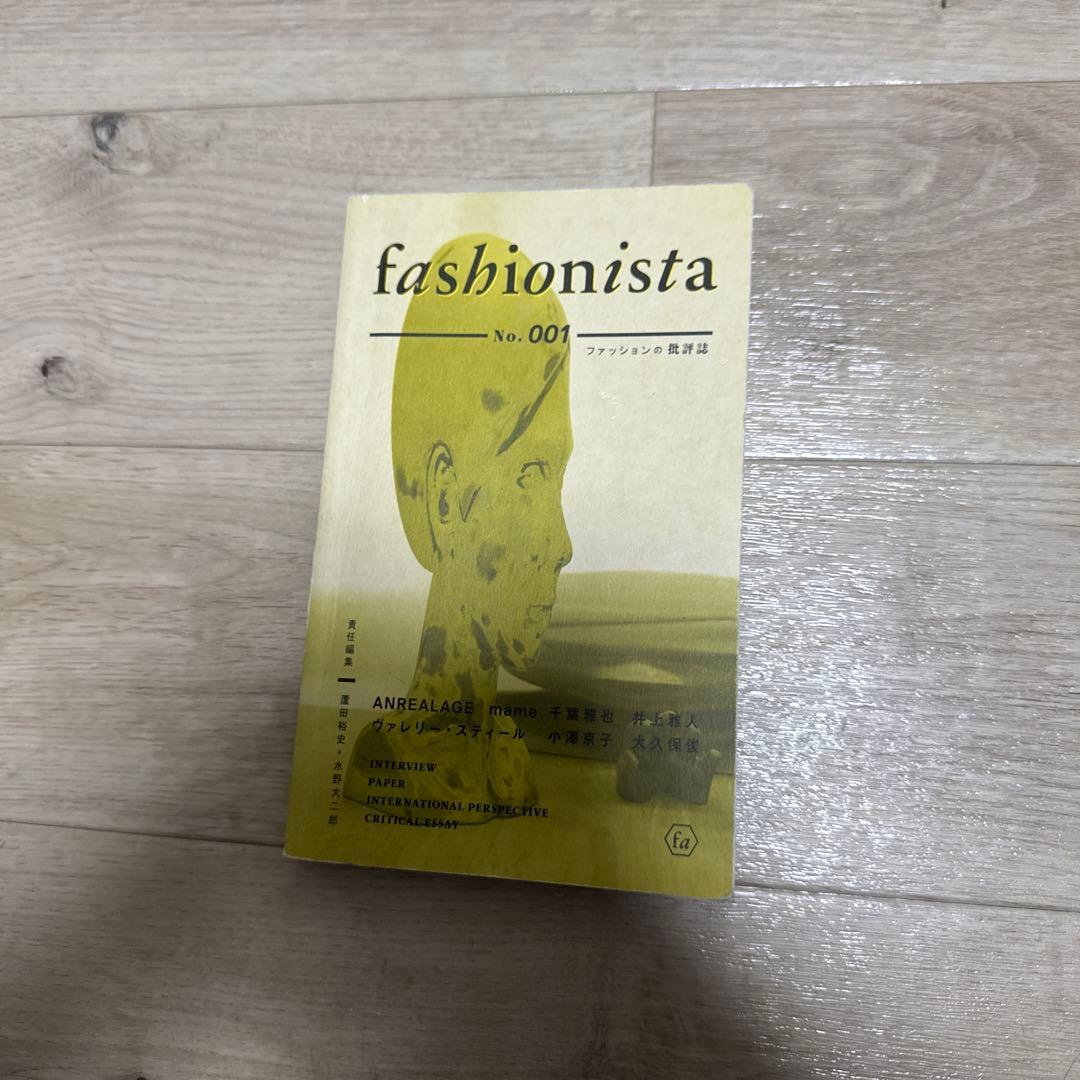 fashionista
No. 001
ファッションの批評誌
責任編集
蘆田裕史+水野大二郎
ANREALAGE mame 千葉雅也 井上雅人
ヴァレリー・スティール 小澤京子 大久保俊
INTERVIEW
PAPER
INTERNATIONAL PERSPECTIVE
CRITICAL ESSAY
fa